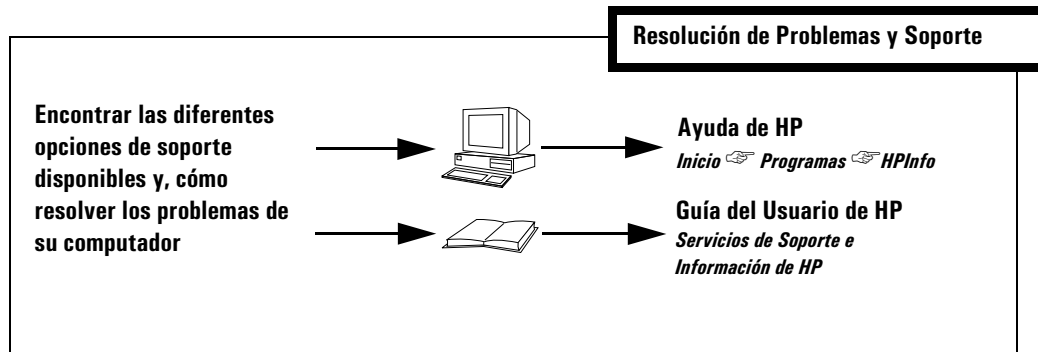 Resolución de Problemas y Soporte
Encontrar las diferentes
opciones de soporte
disponibles y, cómo
resolver los problemas de
su computador
Ayuda de HP
Inicio ☞ Programas ☞ HPInfo
Guía del Usuario de HP
Servicios de Soporte e
Información de HP